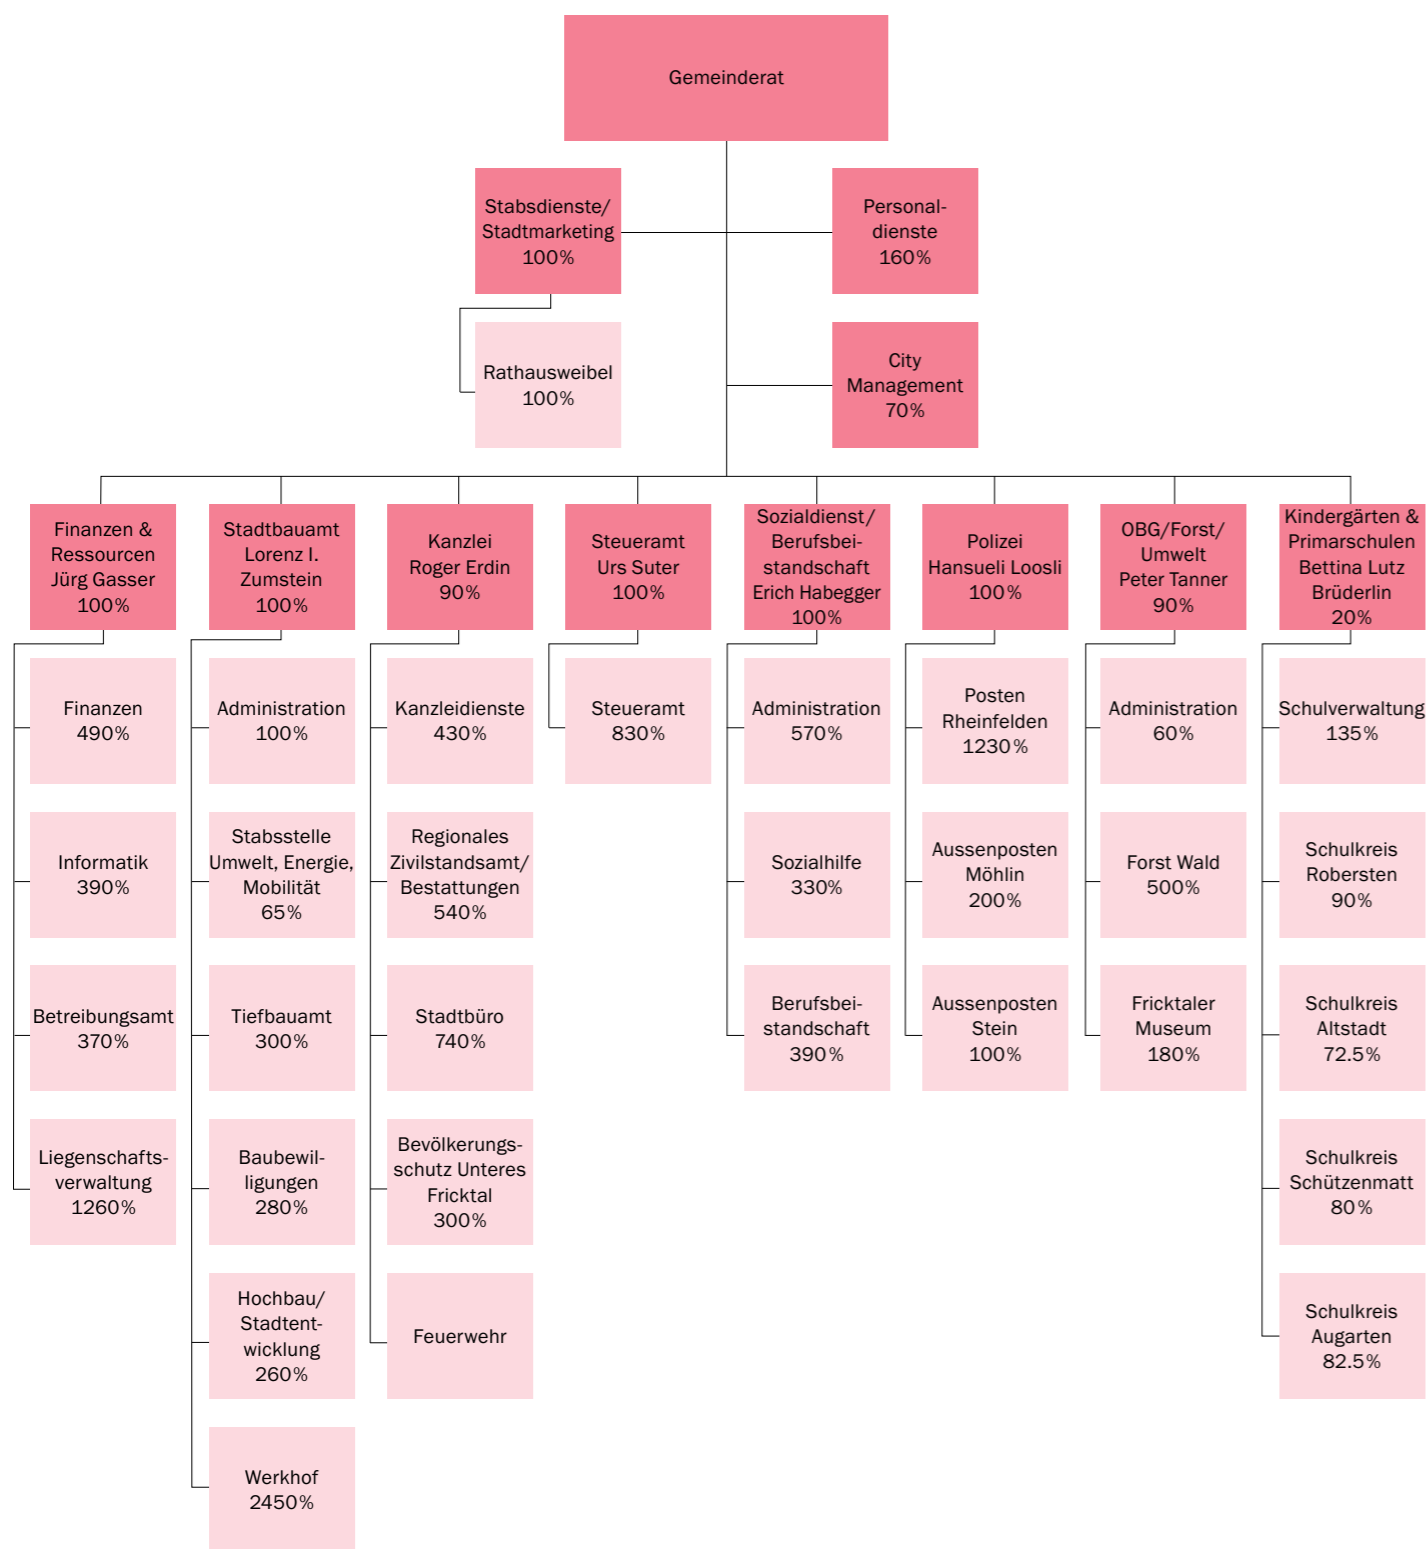 Gemeinderat
Stabsdienste/
Stadtmarketing
100%
Personal-
dienste
160%
Rathausweibel
100%
City
Management
70%
Finanzen &
Ressourcen
Jürg Gasser
100%
Stadtbauamt
Lorenz I.
Zumstein
100%
Kanzlei
Roger Erdin
90%
Steueramt
Urs Suter
100%
Sozialdienst/
Berufsbei-
standschaft
Erich Habegger
100%
Polizei
Hansueli Loosli
100%
OBG/Forst/
Umwelt
Peter Tanner
90%
Kindergärten &
Primarschulen
Bettina Lutz
Brüderlin
20%
Finanzen
490%
Informatik
390%
Betreibungsamt
370%
Liegenschafts-
verwaltung
1260%
Administration
100%
Stabsstelle
Umwelt, Energie,
Mobilität
65%
Tiefbauamt
300%
Baubewil-
ligungen
280%
Hochbau/
Stadtent-
wicklung
260%
Werkhof
2450%
Kanzleidienste
430%
Regionales
Zivilstandsamt/
Bestattungen
540%
Stadtbüro
740%
Bevölkerungs-
schutz Unteres
Fricktal
300%
Feuerwehr
Steueramt
830%
Administration
570%
Sozialhilfe
330%
Berufsbei-
standschaft
390%
Posten
Rheinfelden
1230%
Aussenposten
Möhlin
200%
Aussenposten
Stein
100%
Administration
60%
Forst Wald
500%
Fricktaler
Museum
180%
Schulverwaltung
135%
Schulkreis
Robersten
90%
Schulkreis
Altstadt
72.5%
Schulkreis
Schützenmatt
80%
Schulkreis
Augarten
82.5%